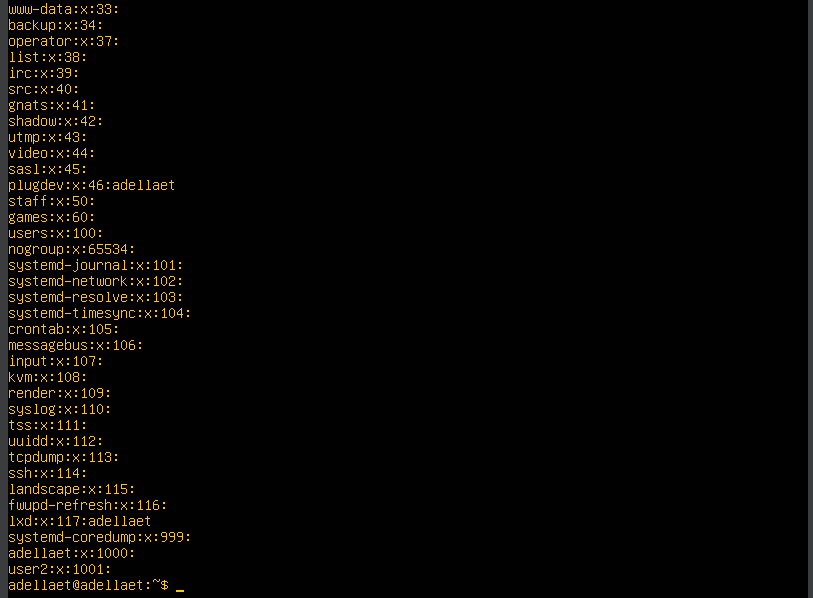 www-data:x:33:
backup:x:34:
operator:x:37:
list:x:38:
irc:x:39:
src:x:40:
gnats:x:41:
shadow:x:42:
utmp:x:43:
video:x:44:
sasl:x:45:
plugdev:x:46:adellaet
staff:x:50:
games:x:60:
users:x:100:
nogroup:x:65534:
systemd-journal:x:101:
systemd-network:x:102:
systemd-resolve:x:103:
systemd-timesync:x:104:
crontab:x:105:
messagebus:x:106:
input:x:107:
kvm:x:108:
render:x:109:
syslog:x:110:
tss:x:111:
uuidd:x:112:
tcpdump:x:113:
ssh:x:114:
landscape:x:115:
fwupd-refresh:x:116:
lxd:x:117:adellaet
systemd-coredump:x:999:
adellaet:x:1000:
user2:x:1001:
adellaet@adellaet:~$ _